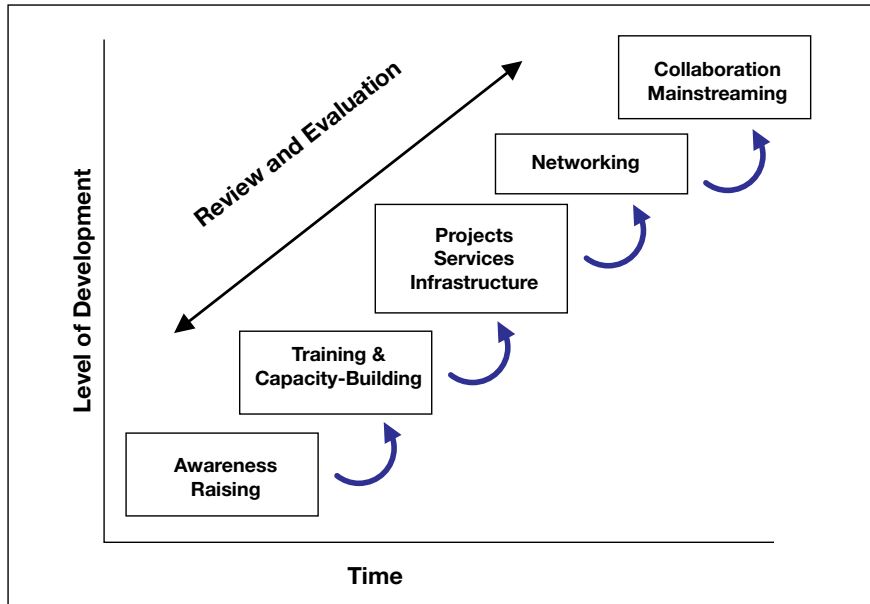 Collaboration
Mainstreaming
Review and Evaluation
Networking
Projects
Services
Infrastructure
Level of Development
Training &
Capacity-Building
Awareness
Raising
Time